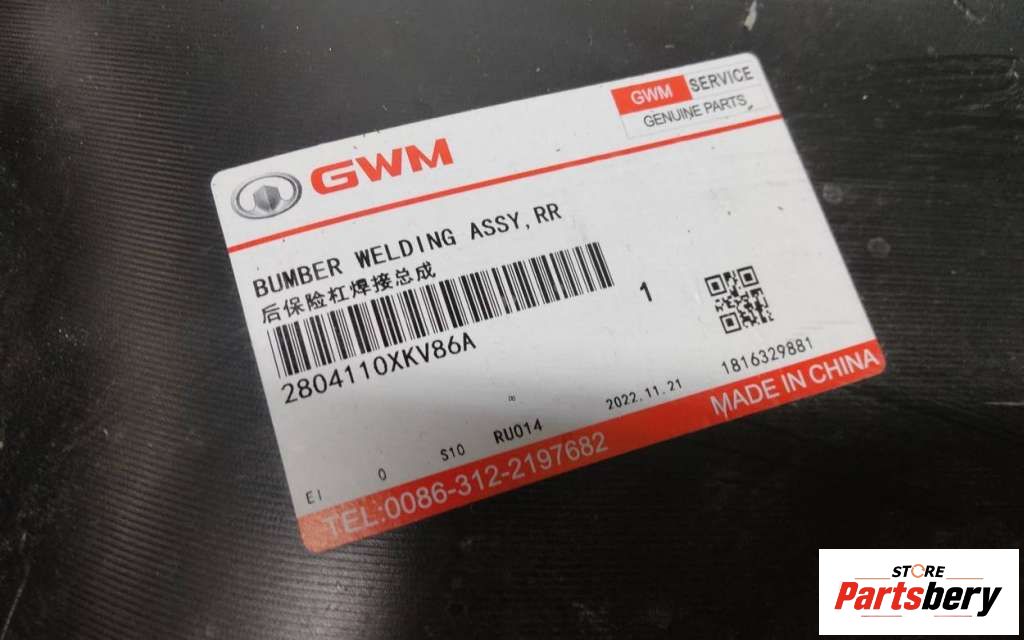 GWM
GWM SERVICE
GENUINE PARTS
BUMBER WELDING ASSY,RR
后保险杠焊接总成
2804110XKV86A
1
EI 0 S10 RU014 2022.11.21 1816329881
TEL:0086-312-2197682 MADE IN CHINA
STORE
Partsbery